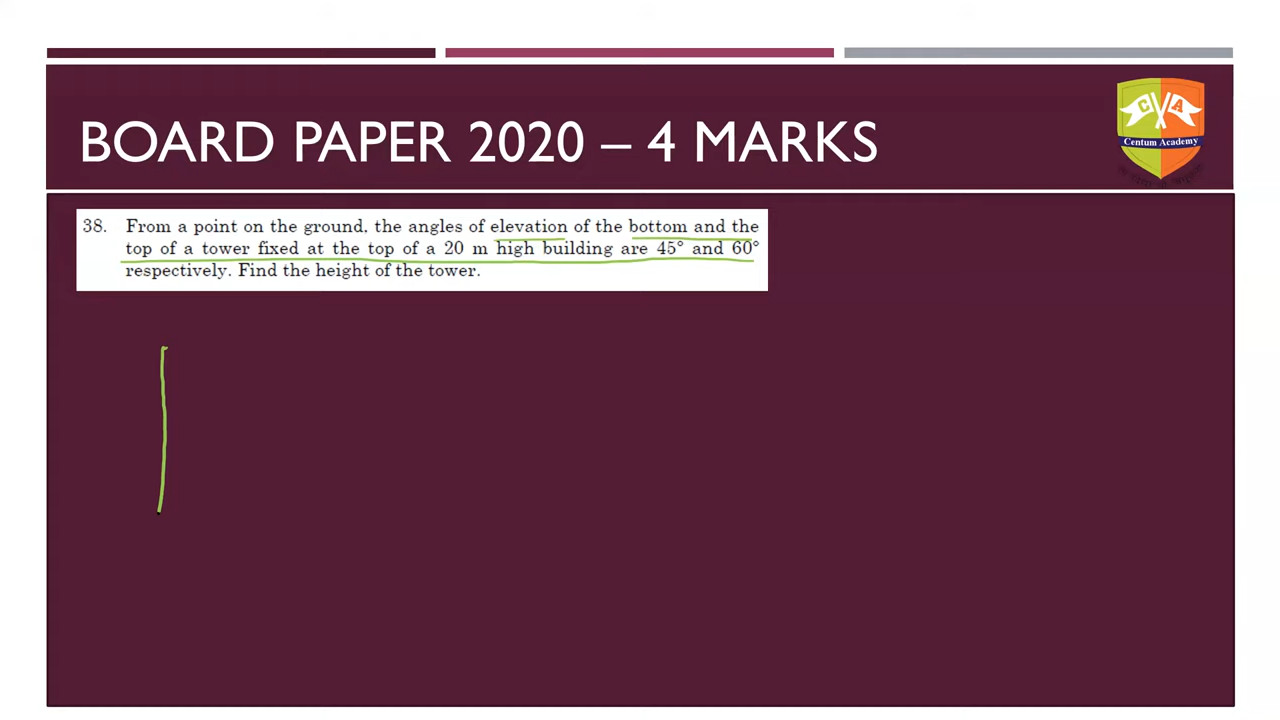 BOARD PAPER 2020 – 4 MARKS
C A
Centum Academy
38. From a point on the ground, the angles of elevation of the bottom and the
top of a tower fixed at the top of a 20 m high building are 45° and 60°
respectively. Find the height of the tower.